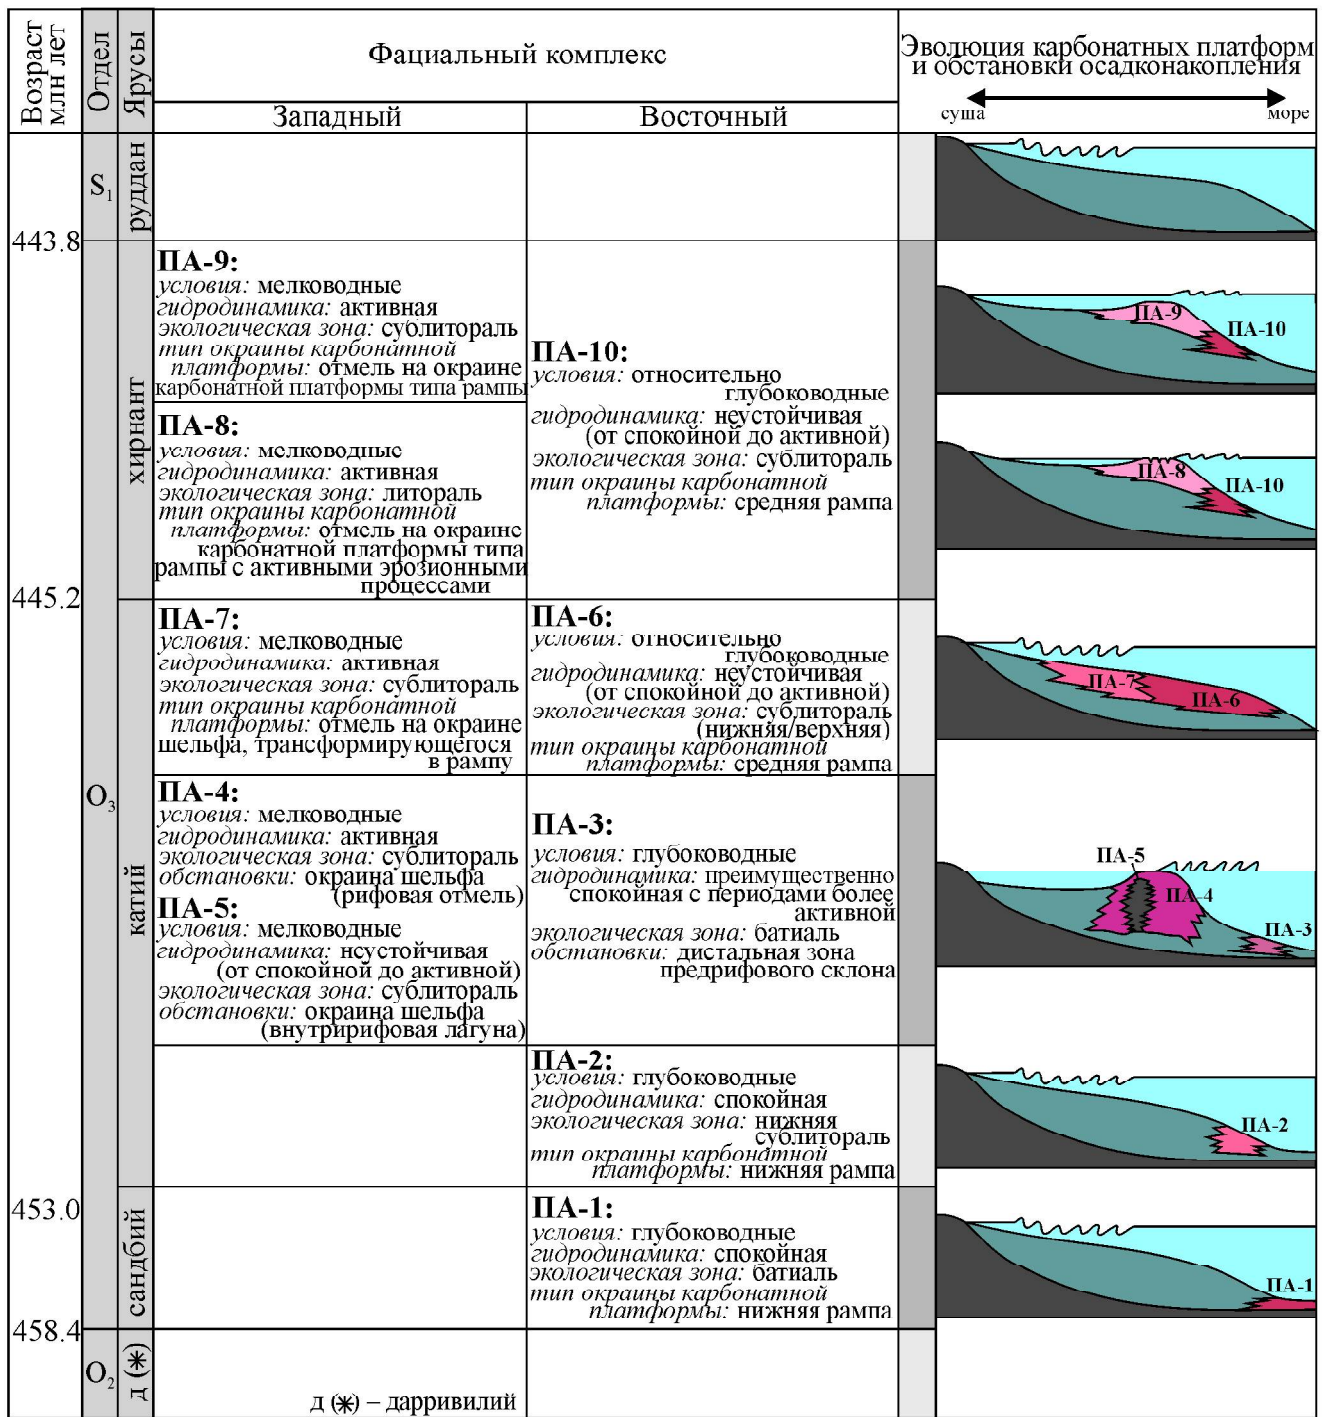 Возраст
млн лет
Отдел
Ярусы
Фациальный комплекс
Западный
Восточный
Эволюция карбонатных платформ
и обстановки осадконакопления
суша
море
S1
руддан
443.8
хирнант
ПА-9:
условия: мелководные
гидродинамика: активная
экологическая зона: сублитораль
тип окраины карбонатной
платформы: отмель на окраине
карбонатной платформы типа рампы
ПА-8:
условия: мелководные
гидродинамика: активная
экологическая зона: литораль
тип окраины карбонатной
платформы: отмель на окраине
карбонатной платформы типа
рампы с активными эрозионными
процессами
ПА-10:
условия: относительно
глубоководные
гидродинамика: неустойчивая
(от спокойной до активной)
экологическая зона: сублитораль
тип окраины карбонатной
платформы: средняя рампа
ПА-9
ПА-10
ПА-8
ПА-10
445.2
O3
катий
ПА-7:
условия: мелководные
гидродинамика: активная
экологическая зона: сублитораль
тип окраины карбонатной
платформы: отмель на окраине
шельфа, трансформирующегося
в рампу
ПА-6:
условия: относительно
глубоководные
гидродинамика: неустойчивая
(от спокойной до активной)
экологическая зона: сублитораль
(нижняя/верхняя)
тип окраины карбонатной
платформы: средняя рампа
ПА-7
ПА-6
ПА-4:
условия: мелководные
гидродинамика: активная
экологическая зона: сублитораль
обстановки: окраина шельфа
(рифовая отмель)
ПА-5:
условия: мелководные
гидродинамика: неустойчивая
(от спокойной до активной)
экологическая зона: сублитораль
обстановки: окраина шельфа
(внутририфовая лагуна)
ПА-3:
условия: глубоководные
гидродинамика: преимущественно
спокойная с периодами более
активной
экологическая зона: батиаль
обстановки: дистальная зона
предрифового склона
ПА-5
ПА-4
ПА-3
ПА-2:
условия: глубоководные
гидродинамика: спокойная
экологическая зона: нижняя
сублитораль
тип окраины карбонатной
платформы: нижняя рампа
ПА-2
453.0
сандбий
ПА-1:
условия: глубоководные
гидродинамика: спокойная
экологическая зона: батиаль
тип окраины карбонатной
платформы: нижняя рампа
ПА-1
458.4
O2
д (*)
д (*) – дарривилий